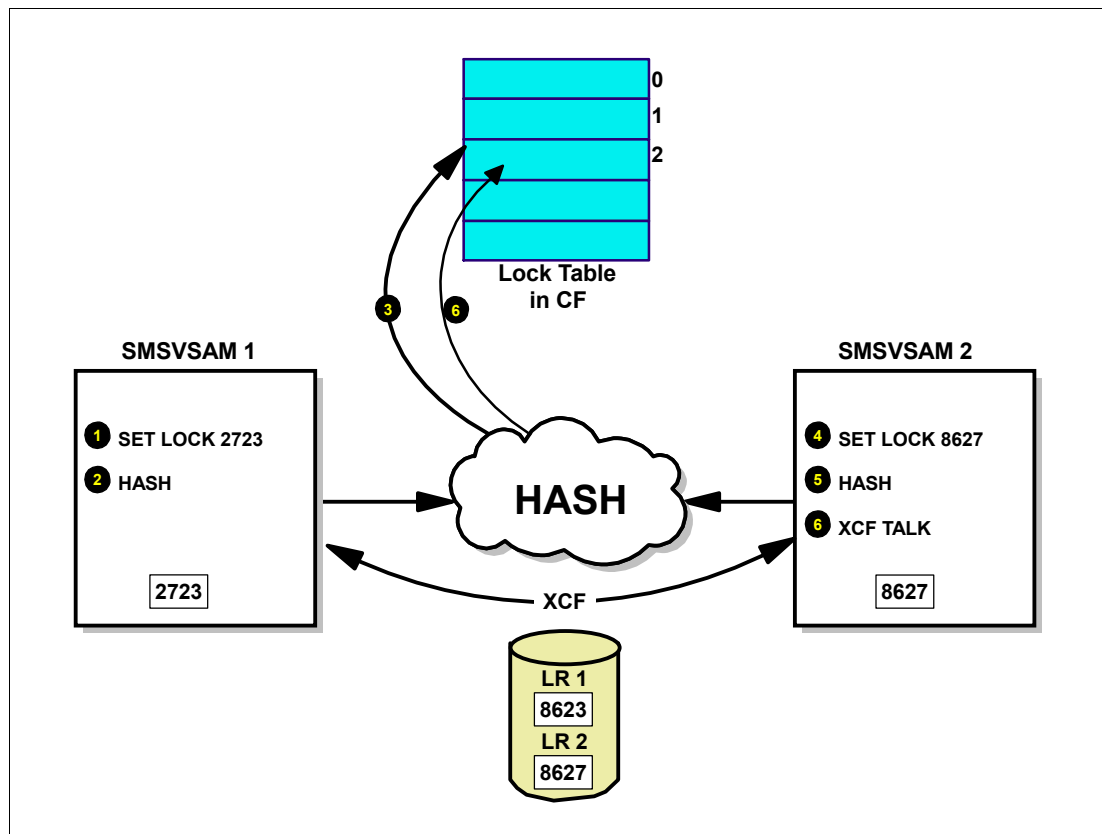 0
1
2
Lock Table
in CF
3
6
SMSVSAM 1
SMSVSAM 2
1 SET LOCK 2723
2 HASH
2723
HASH
4 SET LOCK 8627
5 HASH
6 XCF TALK
8627
XCF
LR 1
8623
LR 2
8627